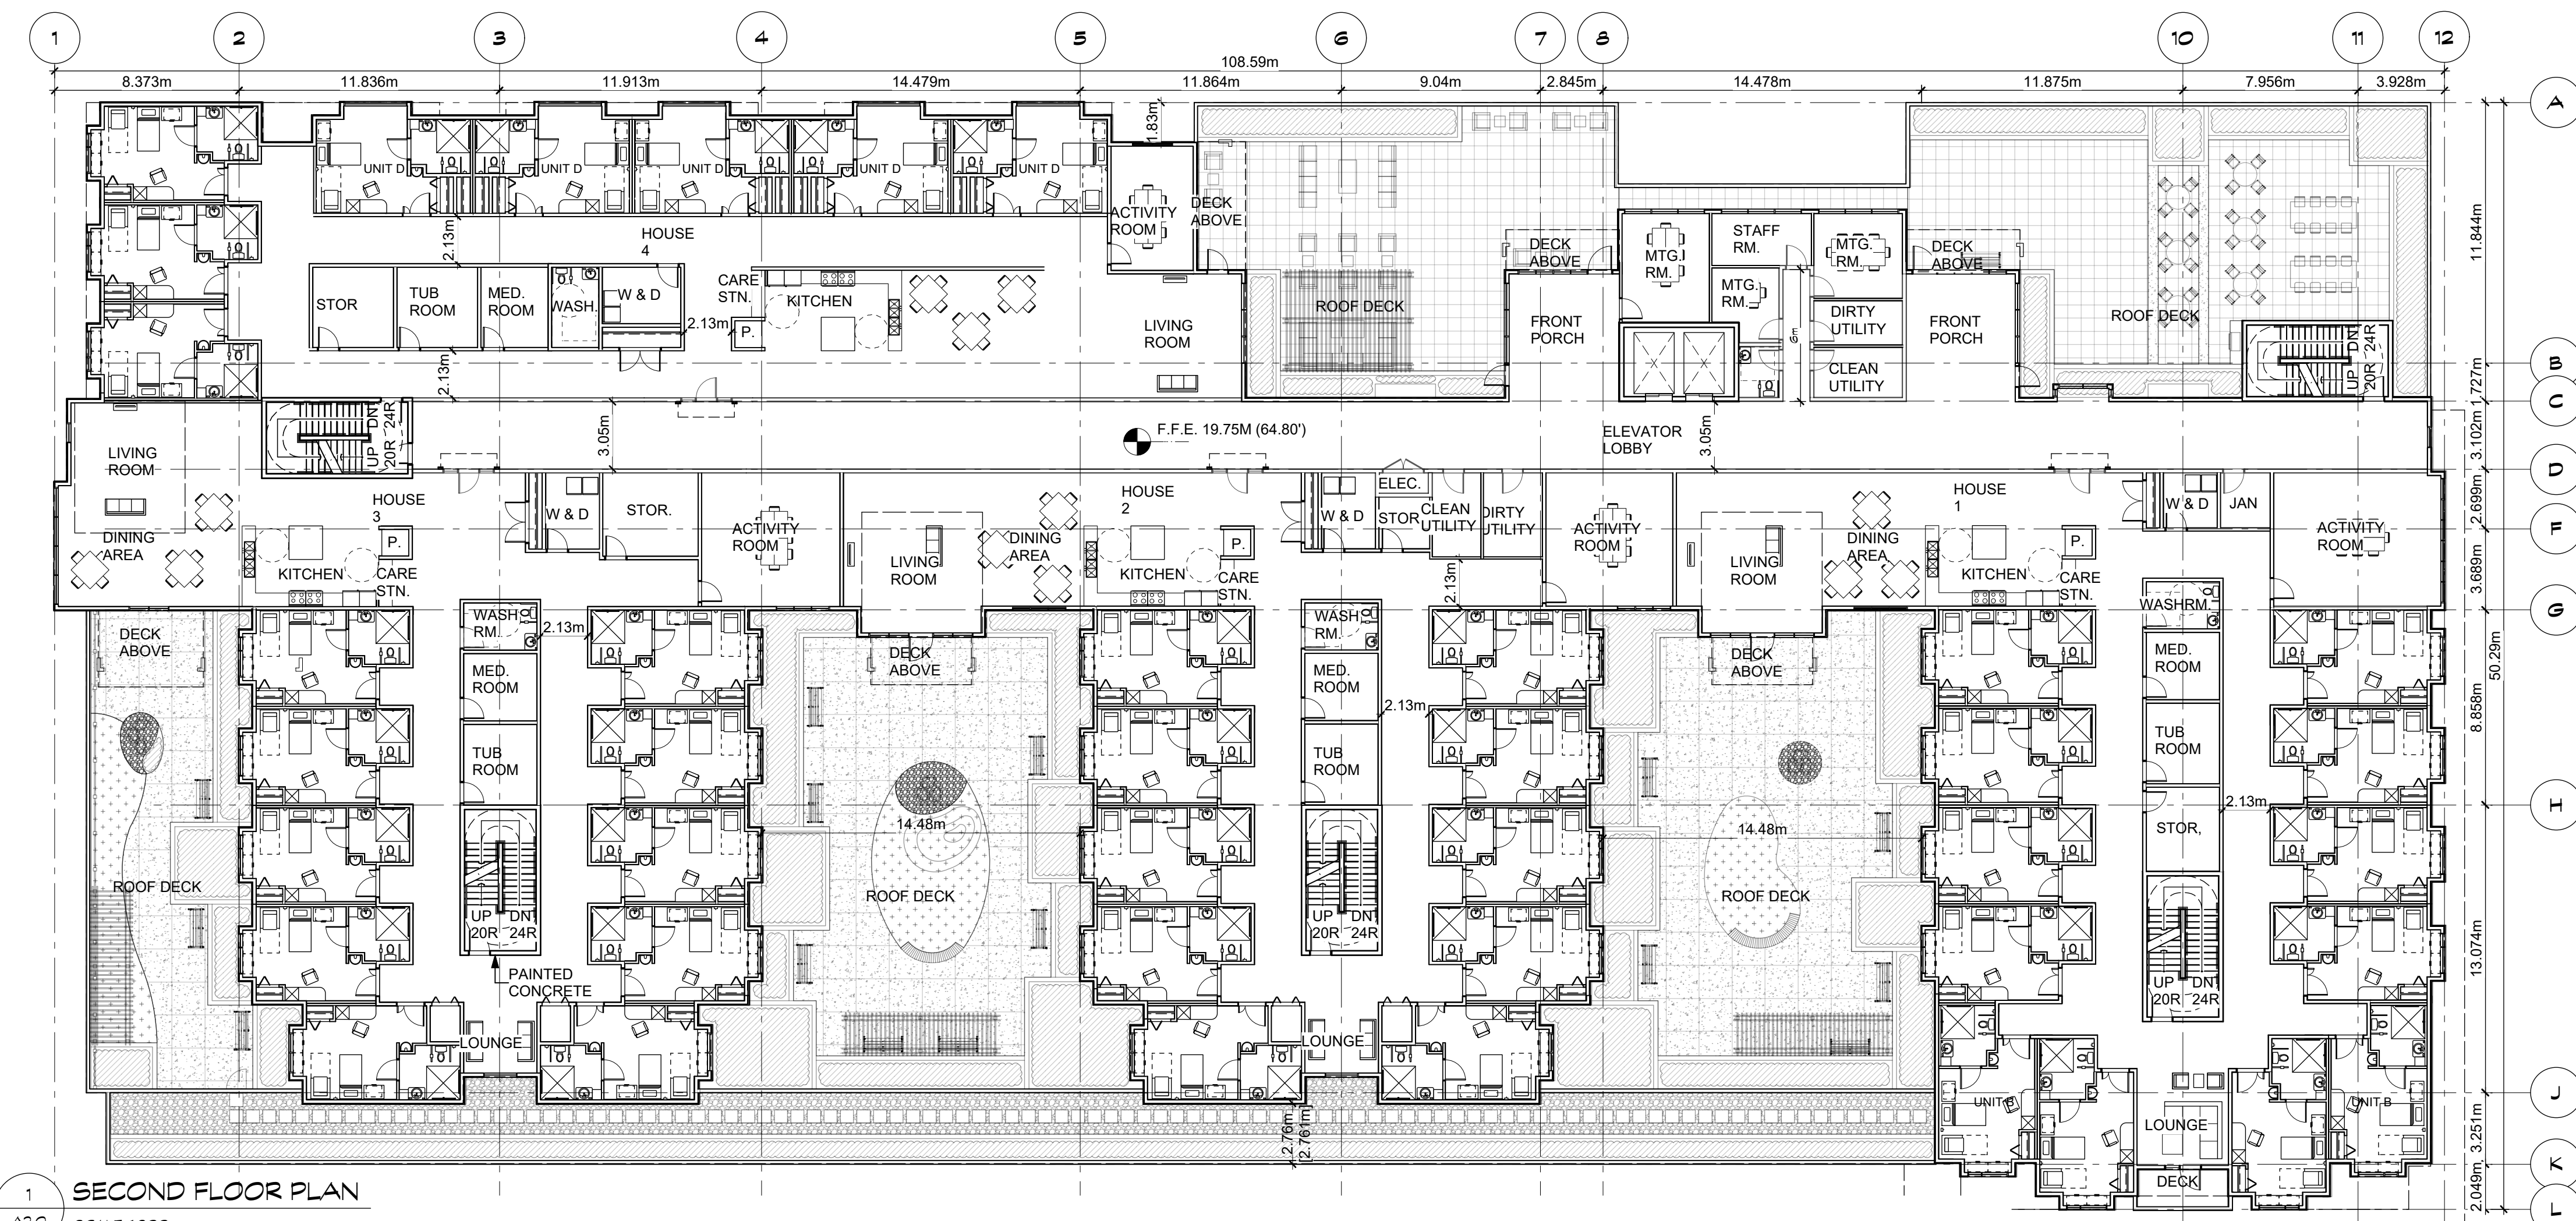 1 2 3 4 5 6 7 8 10 11 12
108.59m
8.373m 11.836m 11.913m 14.479m 11.864m 9.04m 2.845m 14.478m 11.875m 7.956m 3.928m
A
1.83m
UNIT D UNIT D UNIT D UNIT D UNIT D
ACTIVITY
ROOM
DECK
ABOVE
HOUSE
4
2.13m
DECK
ABOVE
MTG.
RM.
STAFF
RM.
MTG.
RM.
DECK
ABOVE
11.844m
STOR
TUB
ROOM
MED.
ROOM
WASH.
W & D
CARE
STN.
KITCHEN
2.13m
P.
LIVING
ROOM
ROOF DECK
FRONT
PORCH
MTG.
RM.
6m
DIRTY
UTILITY
CLEAN
UTILITY
FRONT
PORCH
ROOF DECK
UP DN
20R 24R
B
2.13m
1.727m
C
LIVING
ROOM
UP DN
20R 24R
3.05m
F.F.E. 19.75M (64.80')
ELEVATOR
LOBBY
3.05m
3.102m
D
HOUSE
3
W & D
STOR.
ACTIVITY
ROOM
HOUSE
2
W & D
ELEC.
STOR
CLEAN
UTILITY
DIRTY
UTILITY
ACTIVITY
ROOM
HOUSE
1
W & D
JAN
ACTIVITY
ROOM
2.699m
F
DINING
AREA
KITCHEN
P.
CARE
STN.
LIVING
ROOM
DINING
AREA
KITCHEN
P.
CARE
STN.
2.13m
LIVING
ROOM
DINING
AREA
KITCHEN
P.
CARE
STN.
3.689m
G
DECK
ABOVE
WASH
RM.
2.13m
DECK
ABOVE
WASH
RM.
DECK
ABOVE
WASHRM.
50.29m
MED.
ROOM
MED.
ROOM
2.13m
MED.
ROOM
8.858m
TUB
ROOM
TUB
ROOM
TUB
ROOM
I
14.48m
14.48m
STOR,
2.13m
ROOF DECK
ROOF DECK
ROOF DECK
UP DN
20R 24R
UP DN
20R 24R
UP DN
20R 24R
13.074m
PAINTED
CONCRETE
LOUNGE
LOUNGE
J
UNIT B
UNIT B
LOUNGE
2.76m
[2.761m]
3.251m
K
DECK
2.049m
L
1
SECOND FLOOR PLAN